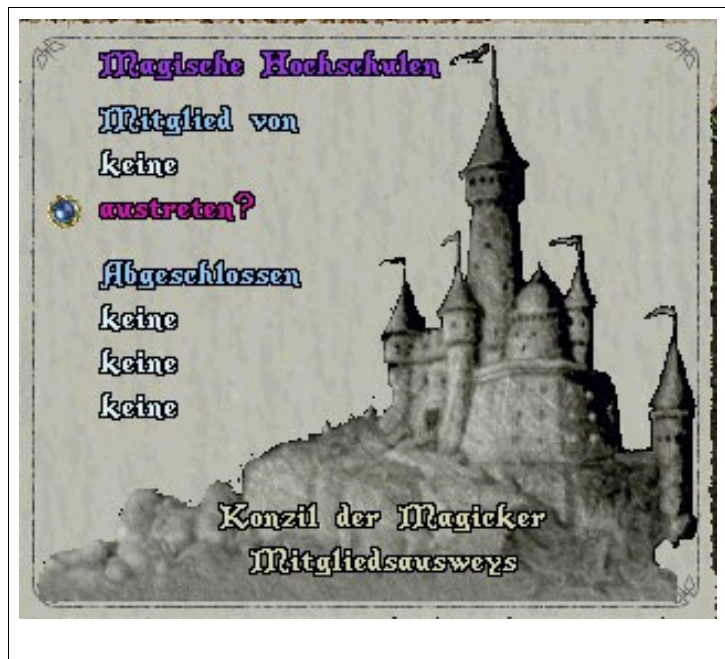 Magische Hochschulen
Mitglied von
keine
austreten?
Abgeschlossen
keine
keine
keine
Konzil der Magicker
Mitgliedsausweys